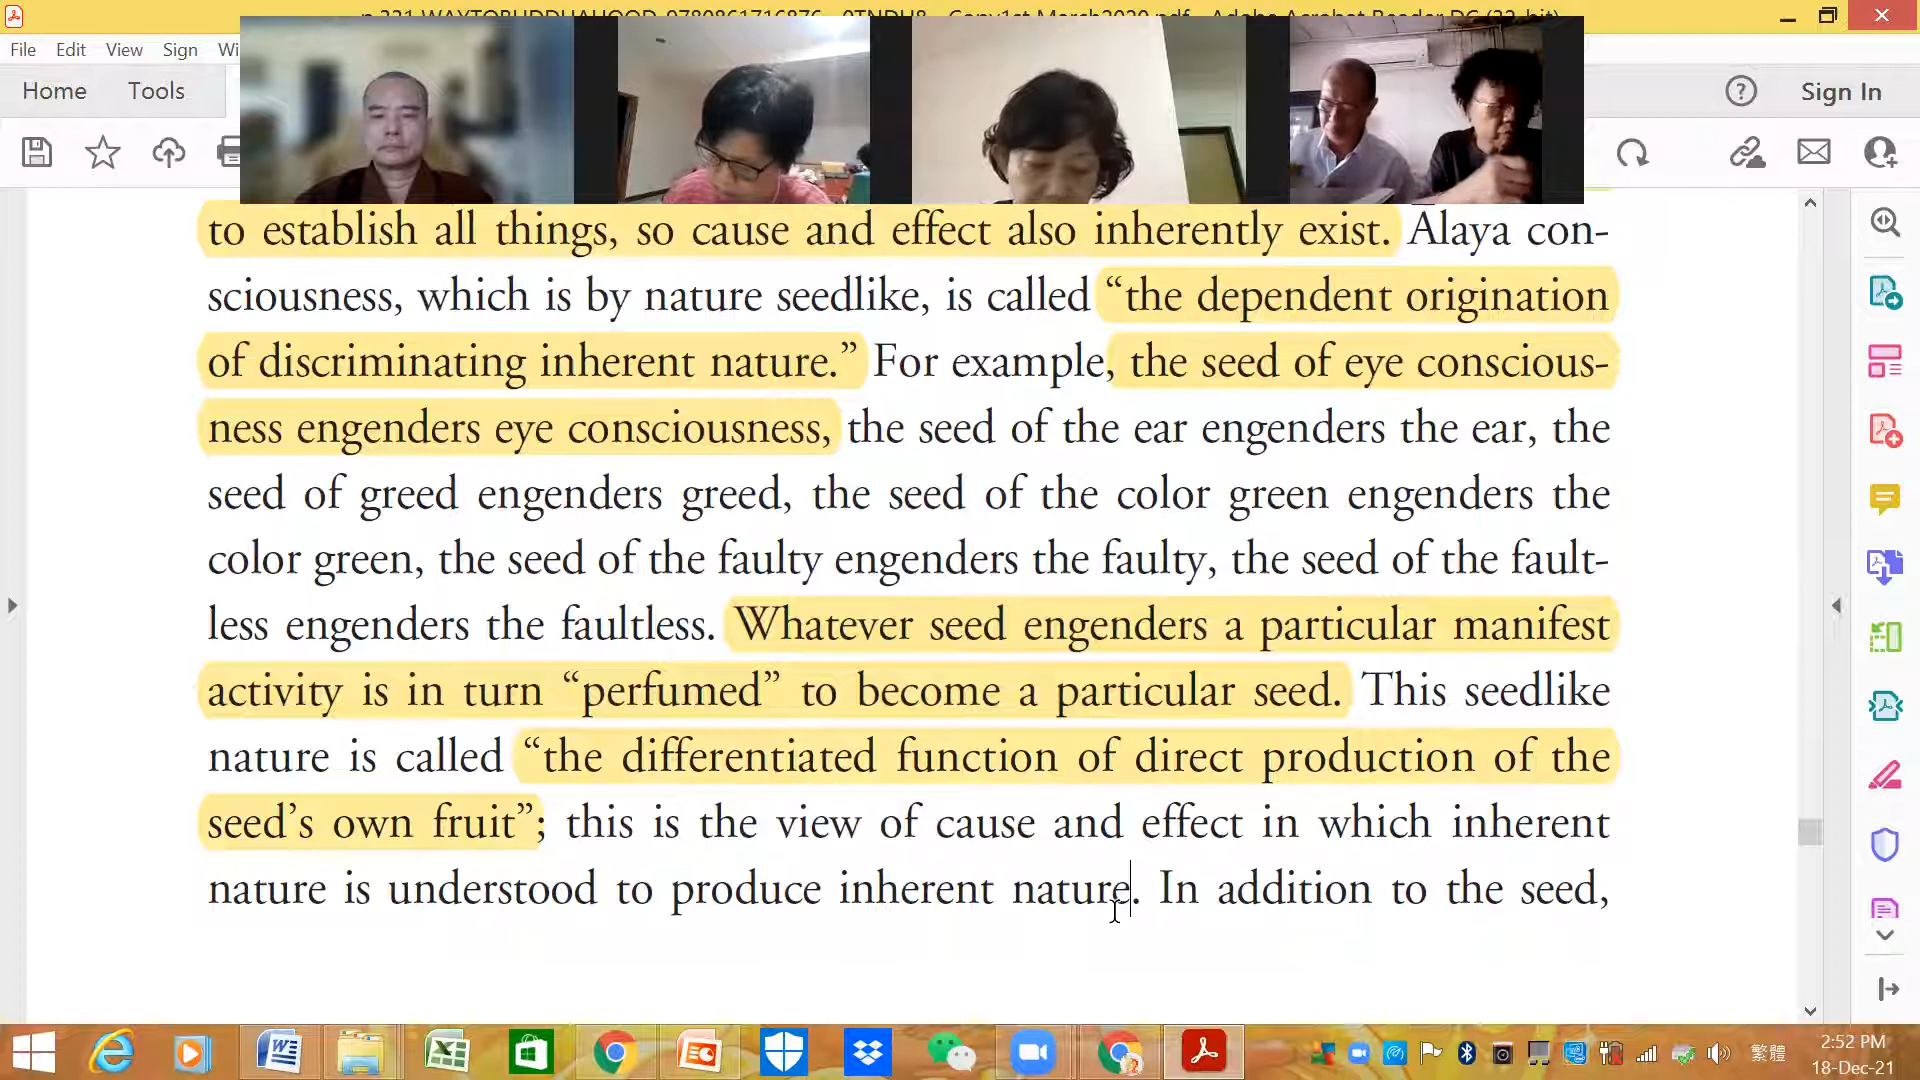 File Edit View Sign Wi
Home Tools
Sign In
to establish all things, so cause and effect also inherently exist. Alaya con-
sciousness, which is by nature seedlike, is called “the dependent origination
of discriminating inherent nature.” For example, the seed of eye conscious-
ness engenders eye consciousness, the seed of the ear engenders the ear, the
seed of greed engenders greed, the seed of the color green engenders the
color green, the seed of the faulty engenders the faulty, the seed of the fault-
less engenders the faultless. Whatever seed engenders a particular manifest
activity is in turn “perfumed” to become a particular seed. This seedlike
nature is called “the differentiated function of direct production of the
seed’s own fruit”; this is the view of cause and effect in which inherent
nature is understood to produce inherent nature. In addition to the seed,
繁體
2:52 PM
18-Dec-21